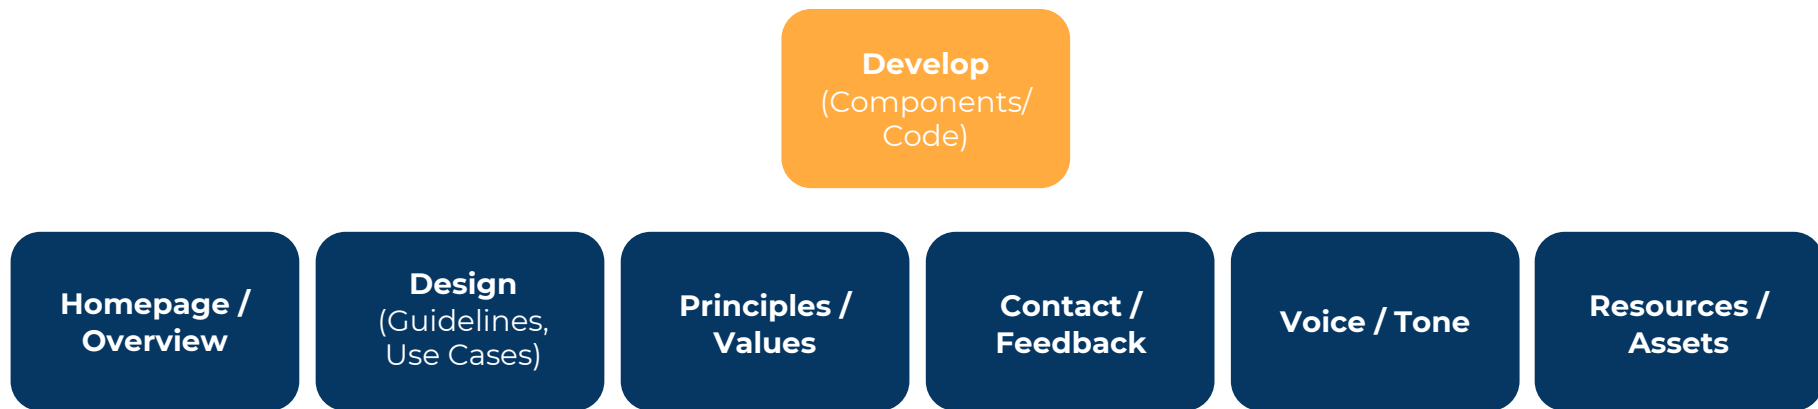 Develop
(Components/
Code)
Homepage /
Overview
Design
(Guidelines,
Use Cases)
Principles /
Values
Contact /
Feedback
Voice / Tone
Resources /
Assets